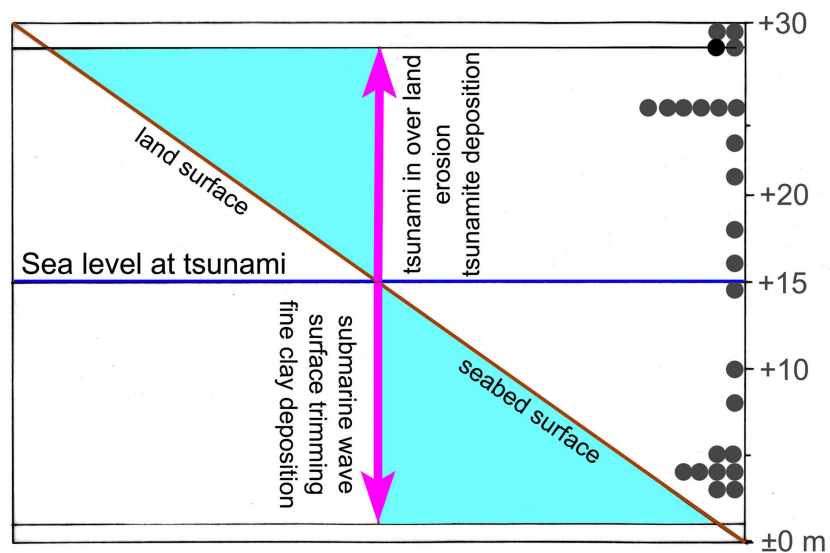 +30
tsunami in over land
erosion
tsunamite deposition
land surface
+20
Sea level at tsunami
+15
submarine wave
surface trimming
fine clay deposition
seabed surface
+10
±0 m